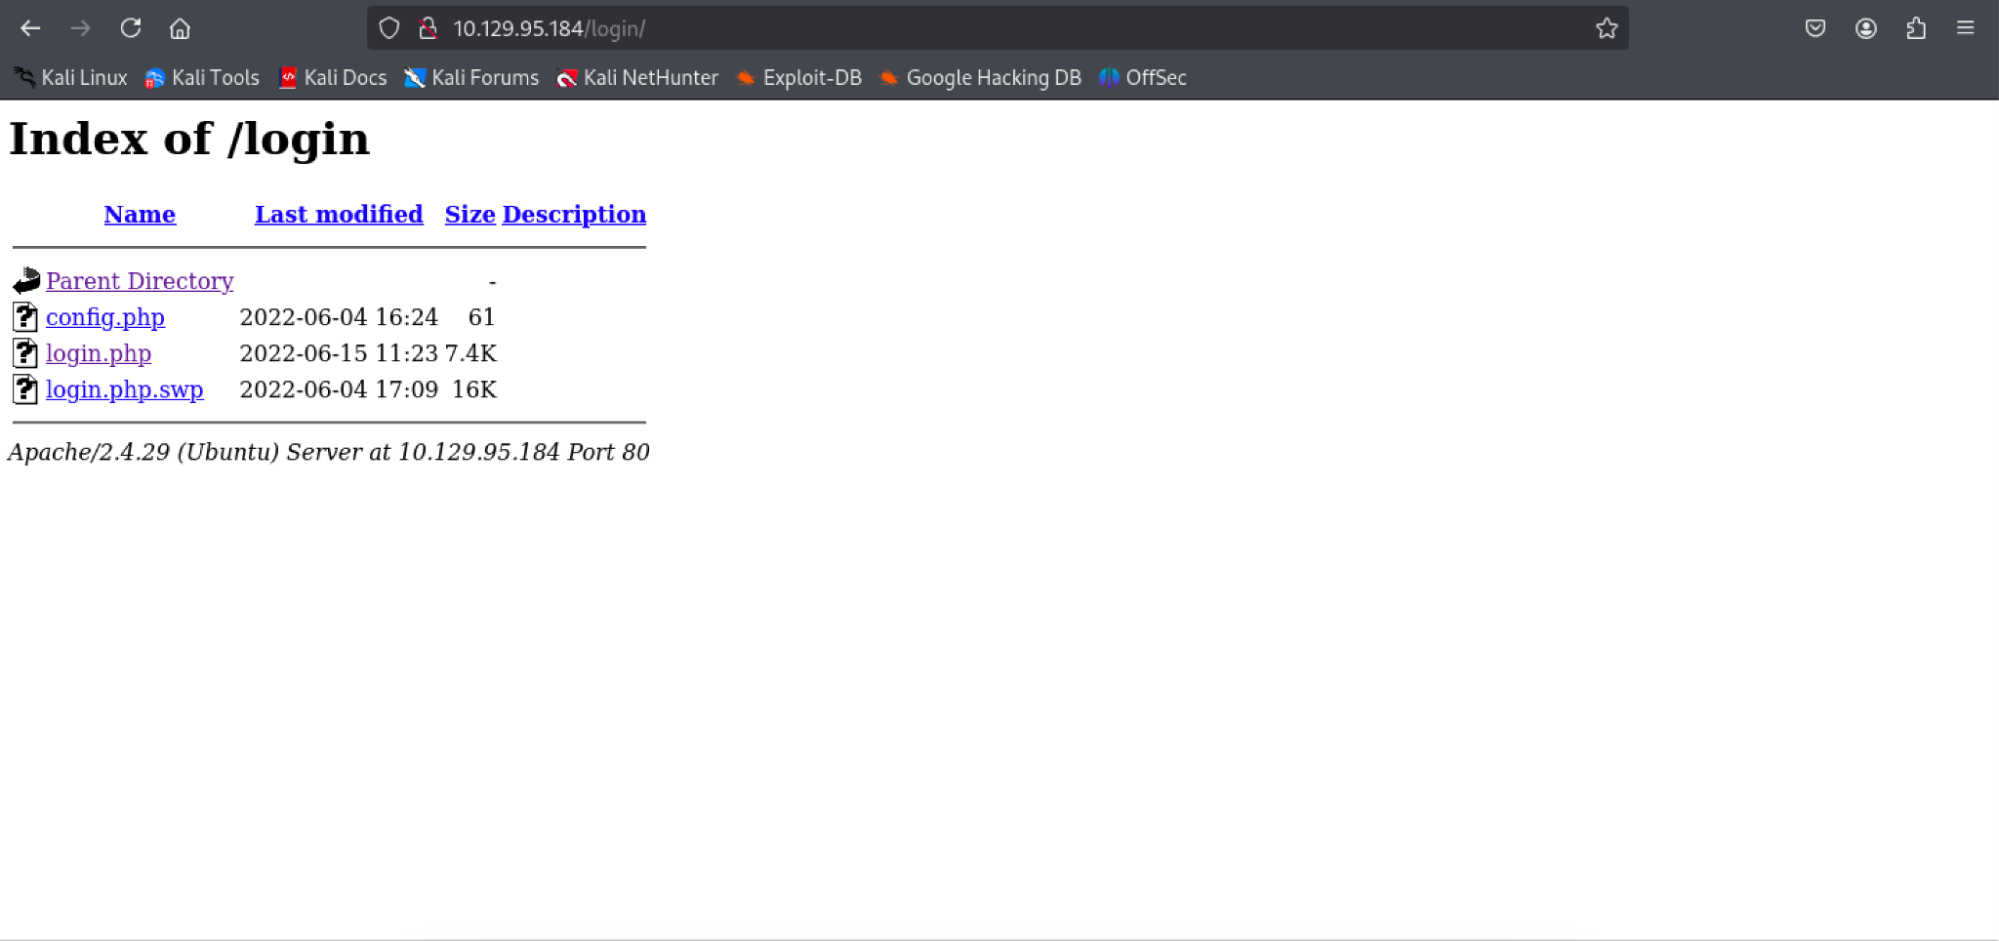 10.129.95.184/login/
Kali Linux Kali Tools Kali Docs Kali Forums Kali NetHunter Exploit-DB Google Hacking DB OffSec
Index of /login
Name Last modified Size Description
Parent Directory -
config.php 2022-06-04 16:24 61
login.php 2022-06-15 11:23 7.4K
login.php.swp 2022-06-04 17:09 16K
Apache/2.4.29 (Ubuntu) Server at 10.129.95.184 Port 80